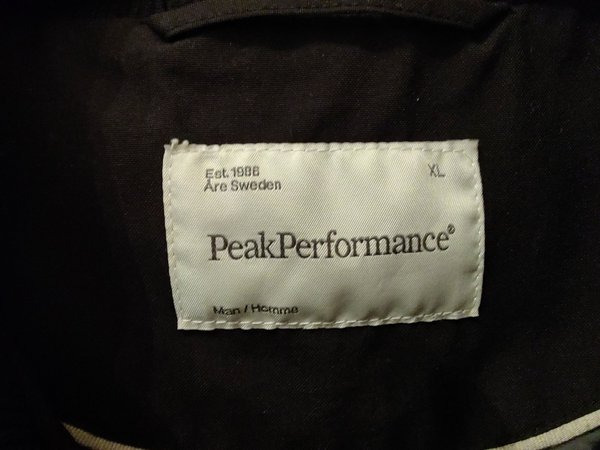 Est. 1986 XL
Åre Sweden
PeakPerformance®
Man / Homme